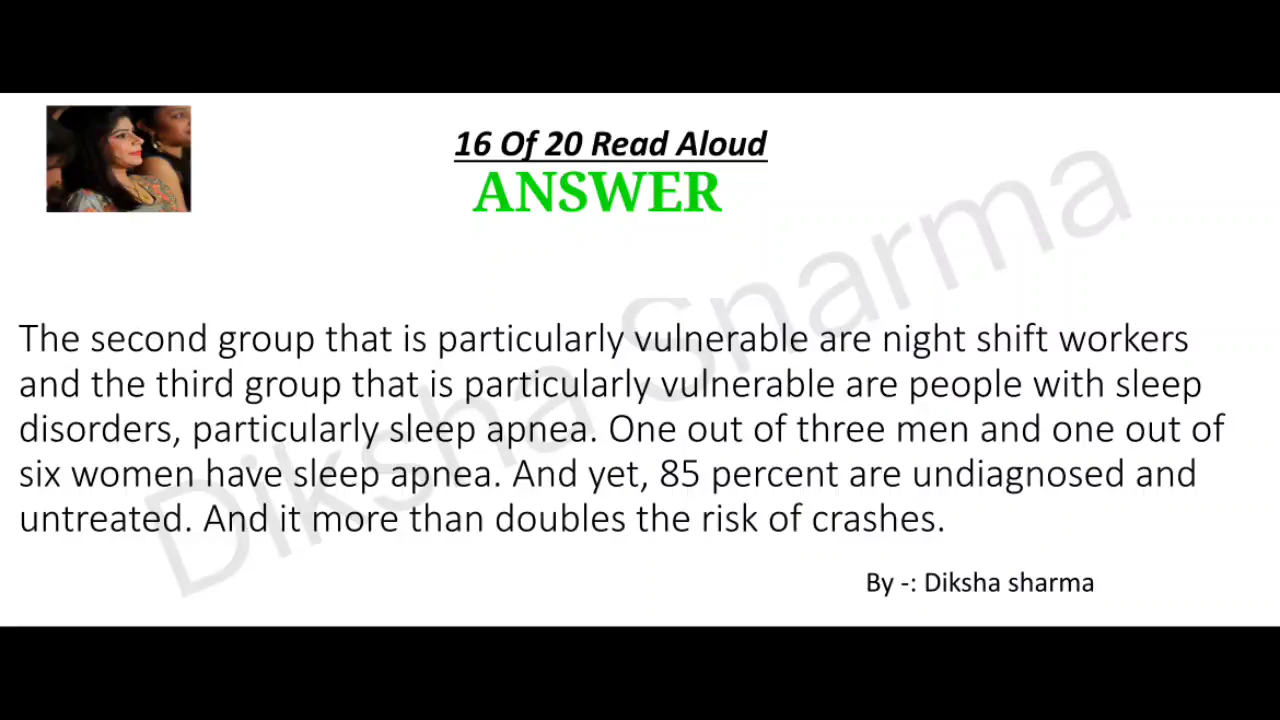 16 Of 20 Read Aloud
ANSWER
The second group that is particularly vulnerable are night shift workers
and the third group that is particularly vulnerable are people with sleep
disorders, particularly sleep apnea. One out of three men and one out of
six women have sleep apnea. And yet, 85 percent are undiagnosed and
untreated. And it more than doubles the risk of crashes.
By -: Diksha sharma
Diksha Sharma